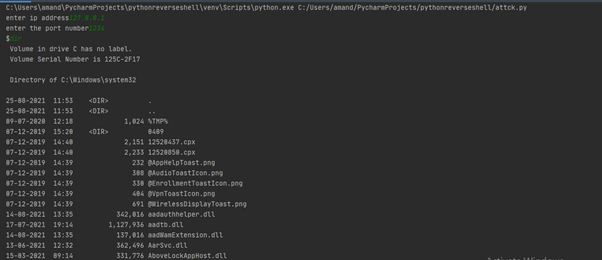 C:\Users\amand\PycharmProjects\pythonreverseshell\venv\Scripts\python.exe C:/Users/amand/PycharmProjects/pythonreverseshell/attck.py
enter ip address127.0.0.1
enter the port number1234
$dir
Volume in drive C has no label.
Volume Serial Number is 125C-2F17
Directory of C:\Windows\system32
25-08-2021 11:53 <DIR> .
25-08-2021 11:53 <DIR> ..
09-07-2020 12:18 1,024 %TMP%
07-12-2019 15:20 <DIR> 0409
07-12-2019 14:40 2,151 12520437.cpx
07-12-2019 14:40 2,233 12520850.cpx
07-12-2019 14:39 232 @AppHelpToast.png
07-12-2019 14:39 308 @AudioToastIcon.png
07-12-2019 14:39 330 @EnrollmentToastIcon.png
07-12-2019 14:39 404 @VpnToastIcon.png
07-12-2019 14:39 691 @WirelessDisplayToast.png
14-08-2021 13:35 342,016 aadauthhelper.dll
17-07-2021 19:14 1,127,936 aadtb.dll
14-08-2021 13:35 137,016 aadWamExtension.dll
13-06-2021 12:32 362,496 AarSvc.dll
15-03-2021 09:14 331,776 AboveLockAppHost.dll
Activate Windows